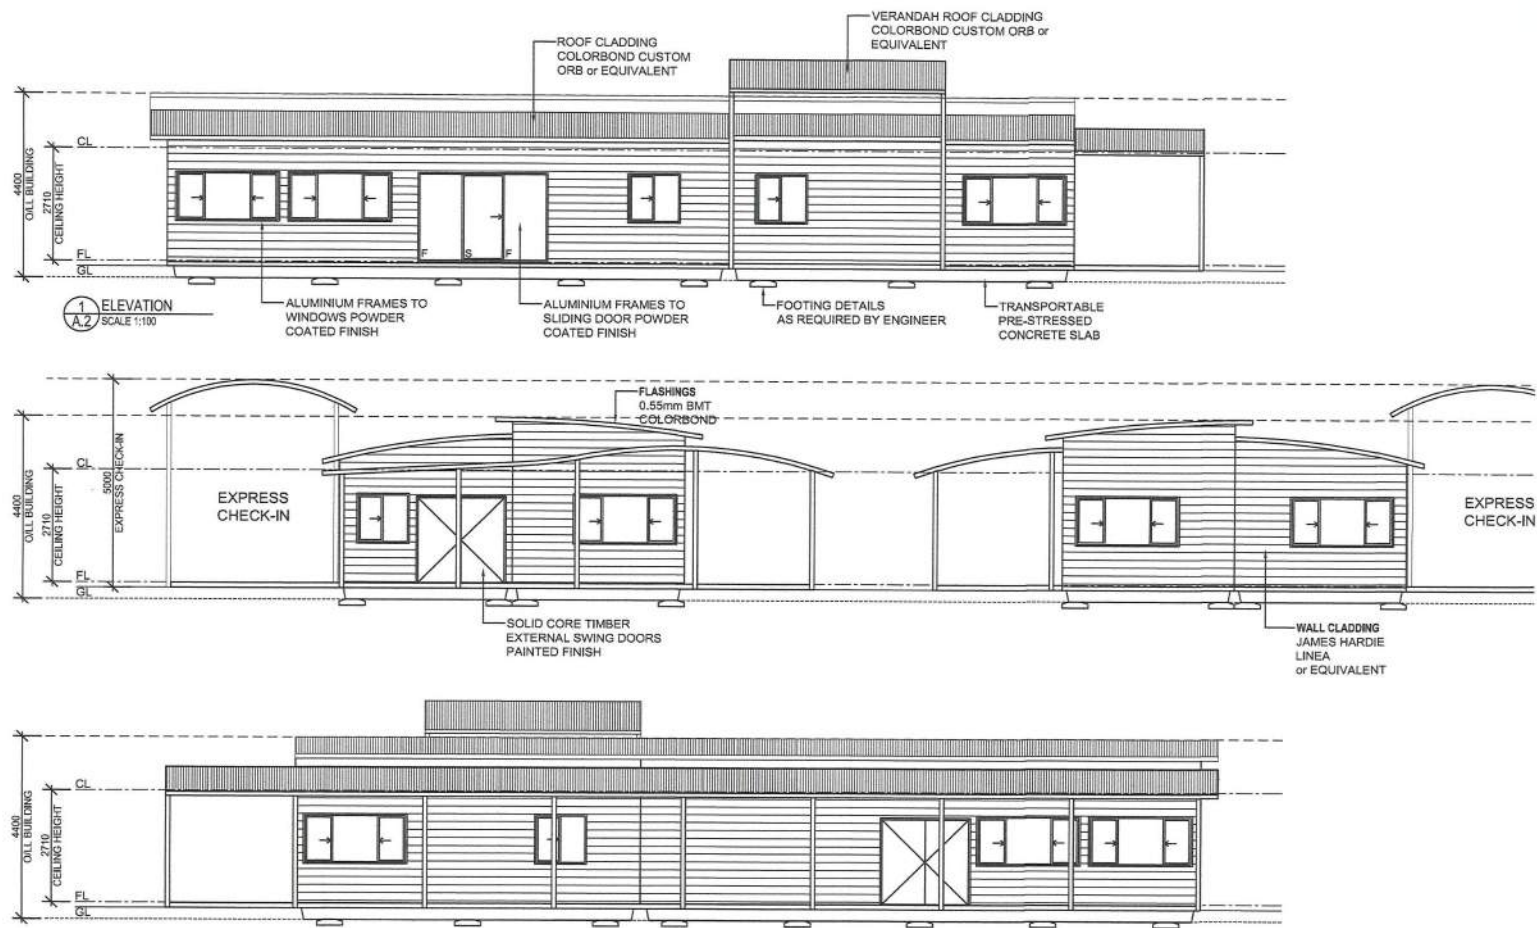 VERANDAH ROOF CLADDING
COLORBOND CUSTOM ORB or
EQUIVALENT
ROOF CLADDING
COLORBOND CUSTOM
ORB or EQUIVALENT
4400
O/LL BUILDING
2710
CEILING HEIGHT
CL
FL
GL
F
S
F
1
A.2
ELEVATION
SCALE 1:100
ALUMINIUM FRAMES TO
WINDOWS POWDER
COATED FINISH
ALUMINIUM FRAMES TO
SLIDING DOOR POWDER
COATED FINISH
FOOTING DETAILS
AS REQUIRED BY ENGINEER
TRANSPORTABLE
PRE-STRESSED
CONCRETE SLAB
4400
O/LL BUILDING
2710
CEILING HEIGHT
5000
EXPRESS CHECK-IN
CL
FL
GL
EXPRESS
CHECK-IN
FLASHINGS
0.55mm BMT
COLORBOND
EXPRESS
CHECK-IN
SOLID CORE TIMBER
EXTERNAL SWING DOORS
PAINTED FINISH
WALL CLADDING
JAMES HARDIE
LINEA
or EQUIVALENT
4400
O/LL BUILDING
2710
CEILING HEIGHT
CL
FL
GL